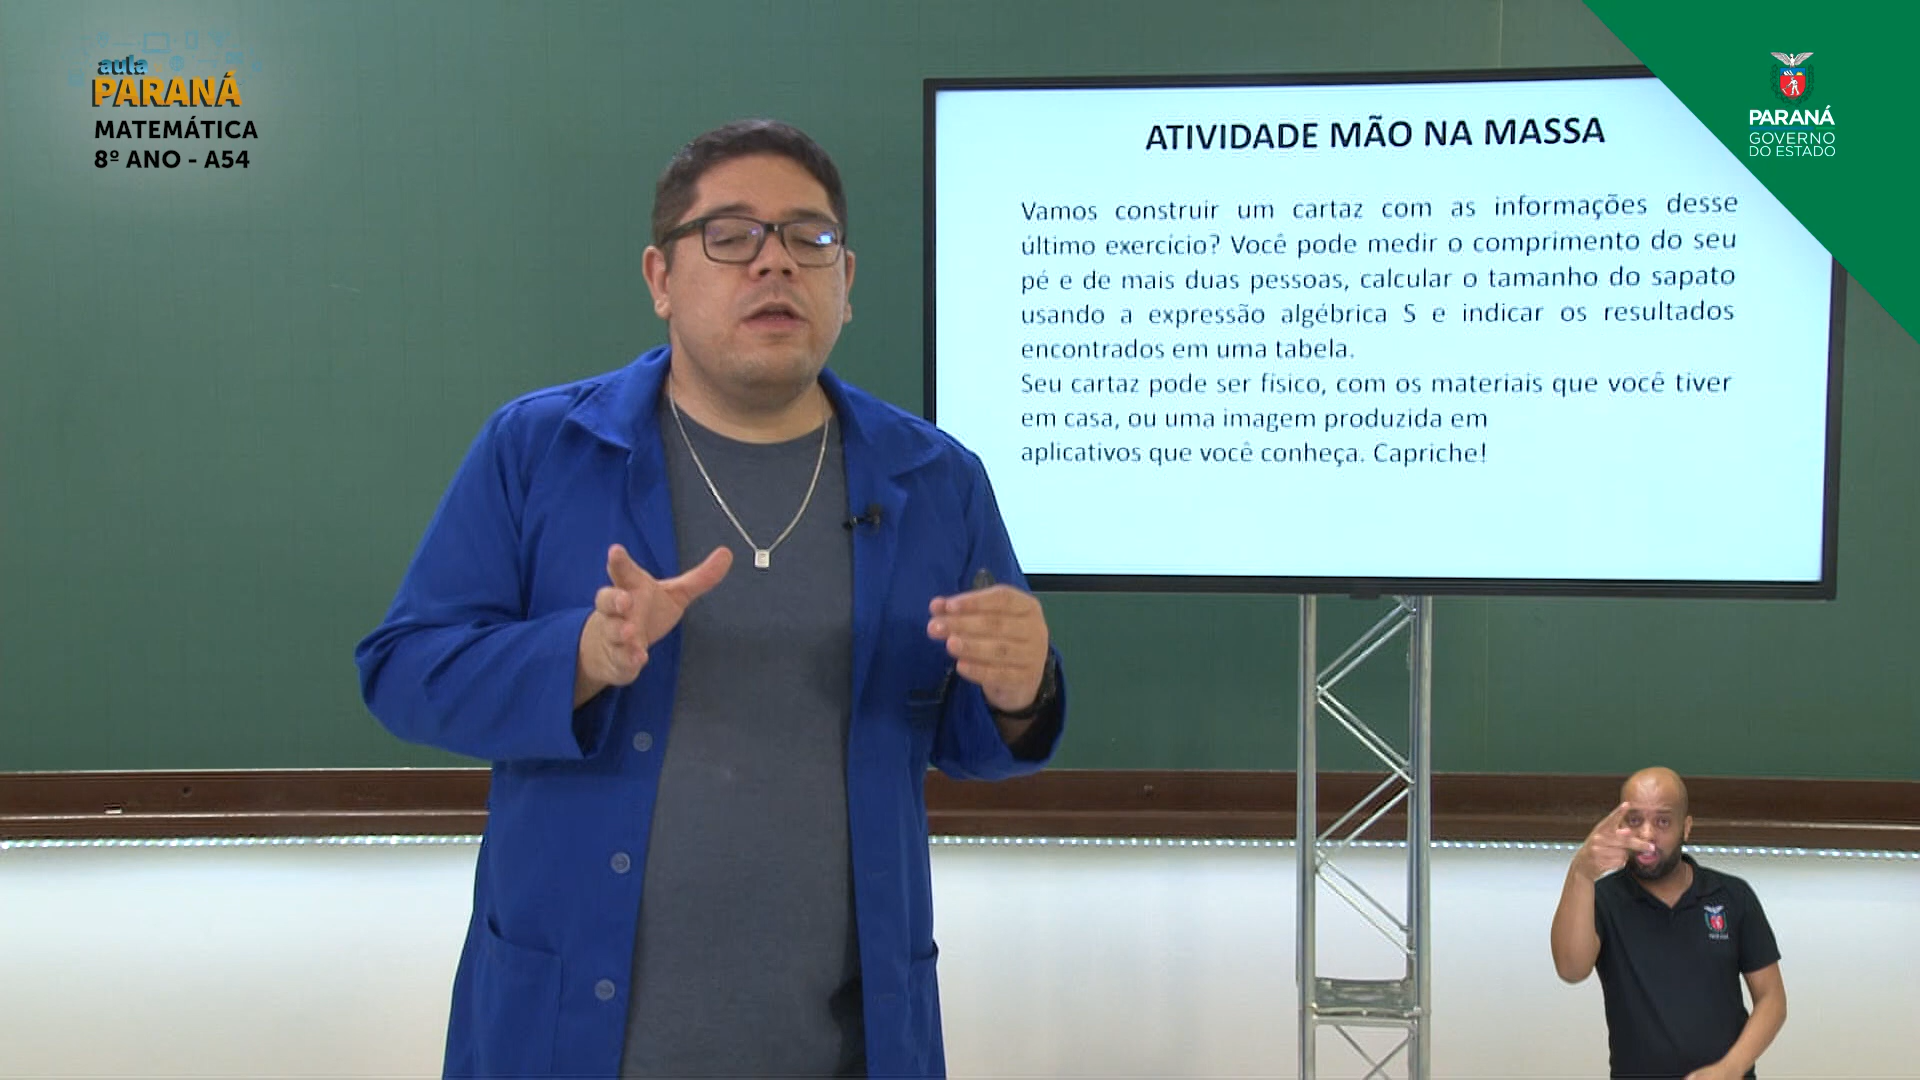 aula
PARANÁ
MATEMÁTICA
8º ANO - A54
PARANÁ
GOVERNO
DO ESTADO
ATIVIDADE MÃO NA MASSA
Vamos construir um cartaz com as informações desse
último exercício? Você pode medir o comprimento do seu
pé e de mais duas pessoas, calcular o tamanho do sapato
usando a expressão algébrica S e indicar os resultados
encontrados em uma tabela.
Seu cartaz pode ser físico, com os materiais que você tiver
em casa, ou uma imagem produzida em
aplicativos que você conheça. Capriche!